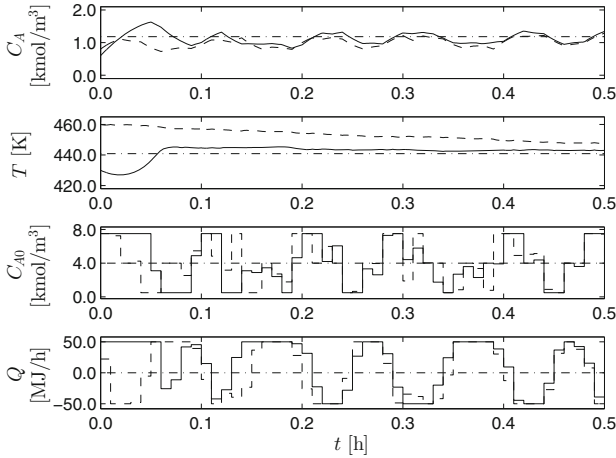 C_A [kmol/m³]
2.0
1.0
0.0
0.0 0.1 0.2 0.3 0.4 0.5
T [K]
460.0
440.0
420.0
0.0 0.1 0.2 0.3 0.4 0.5
C_{A0} [kmol/m³]
8.0
4.0
0.0
0.0 0.1 0.2 0.3 0.4 0.5
Q [MJ/h]
50.0
0.0
−50.0
0.0 0.1 0.2 0.3 0.4 0.5
t [h]